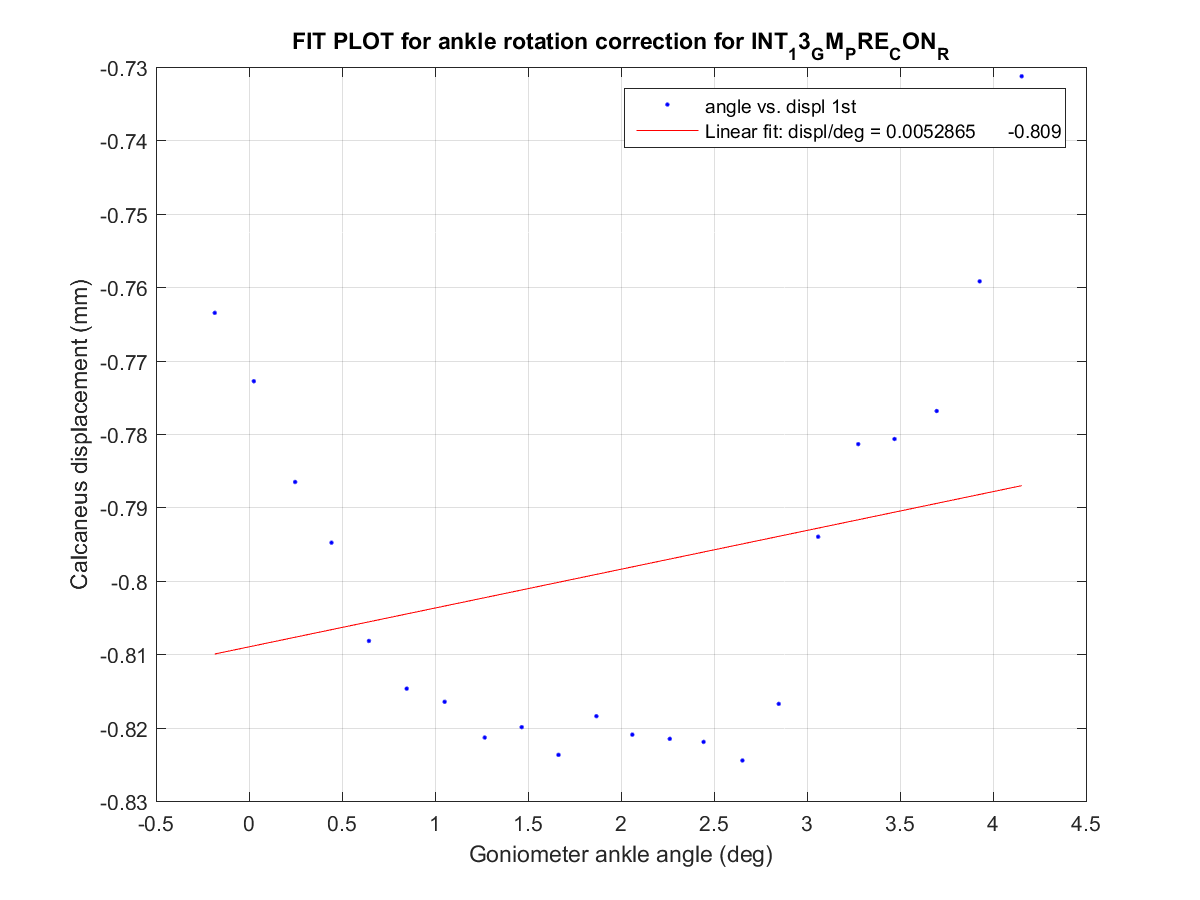 FIT PLOT for ankle rotation correction for INT₁3_GM_PRE_CON_R
-0.73
angle vs. displ 1st
Linear fit: displ/deg = 0.0052865 -0.809
-0.74
-0.75
-0.76
-0.77
-0.78
-0.79
-0.8
-0.81
-0.82
-0.83
Calcaneus displacement (mm)
-0.5 0 0.5 1 1.5 2 2.5 3 3.5 4 4.5
Goniometer ankle angle (deg)